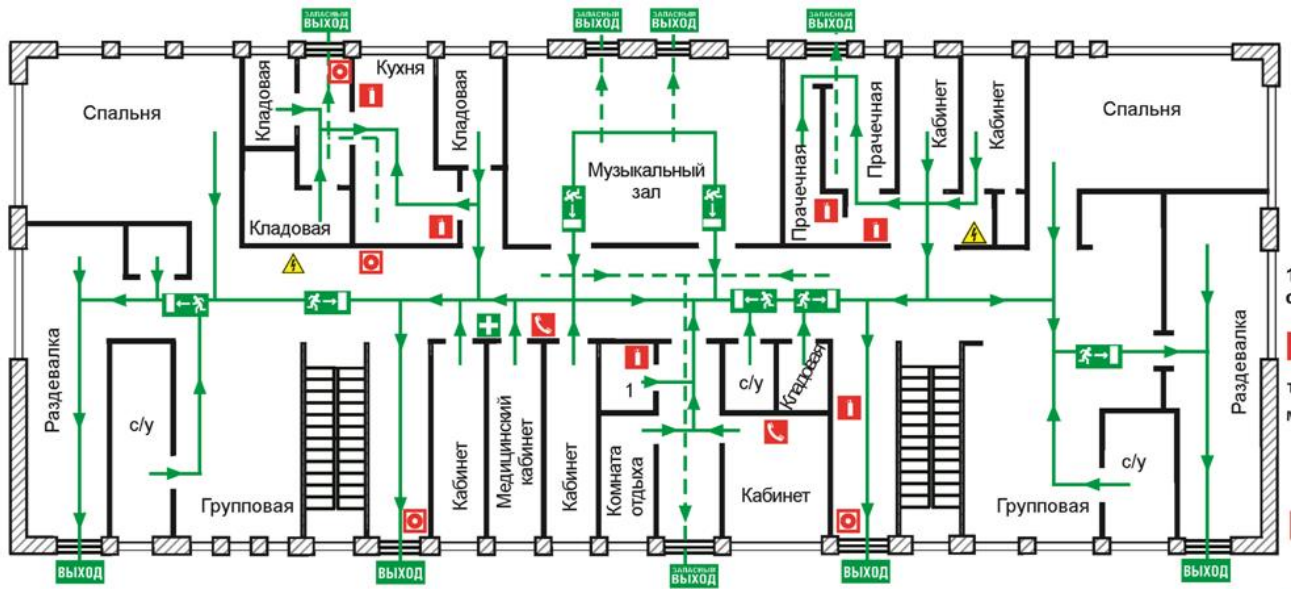 ЗАПАСНЫЙ
ВЫХОД
ЗАПАСНЫЙ
ВЫХОД
ЗАПАСНЫЙ
ВЫХОД
ЗАПАСНЫЙ
ВЫХОД
Спальня
Кладовая
Кухня
Кладовая
Кладовая
Музыкальный
зал
Прачечная
Прачечная
Кабинет
Кабинет
Спальня
Раздевалка
с/у
Групповая
Кабинет
Медицинский
кабинет
Кабинет
1
Комната
отдыха
с/у
Кладовая
Кабинет
Групповая
с/у
Раздевалка
ВЫХОД
ВЫХОД
ЗАПАСНЫЙ
ВЫХОД
ВЫХОД
ВЫХОД